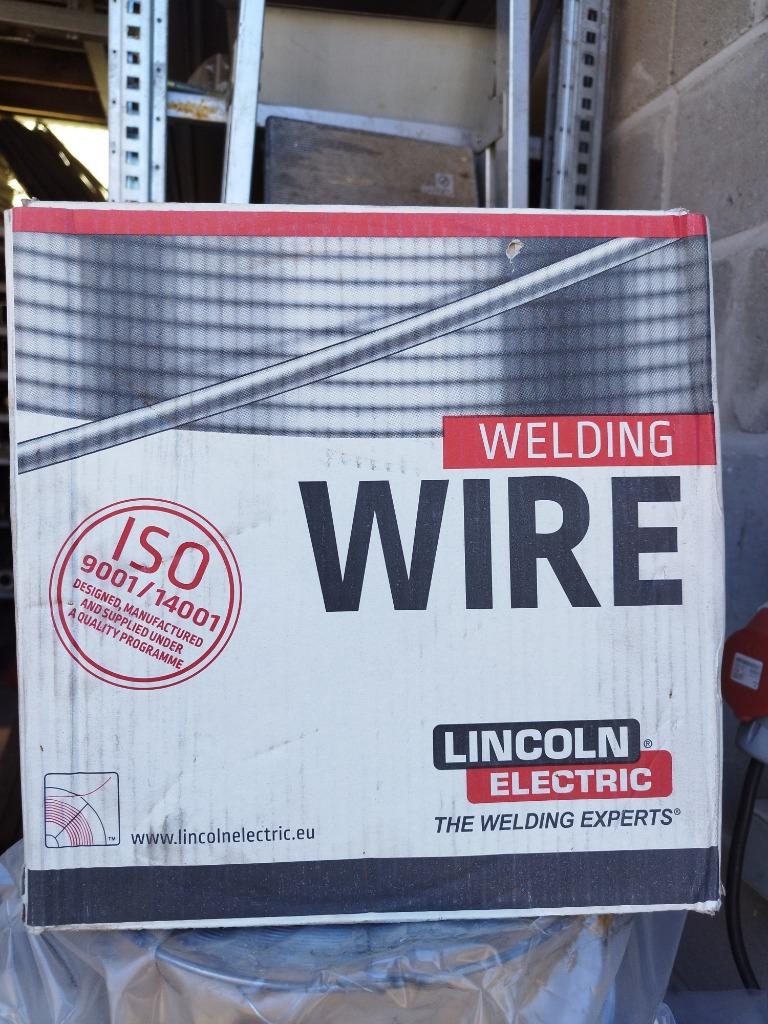 WELDING
WIRE
ISO
9001/14001
DESIGNED, MANUFACTURED
AND SUPPLIED UNDER
A QUALITY PROGRAMME
LINCOLN ®
ELECTRIC
THE WELDING EXPERTS®
™ www.lincolnelectric.eu